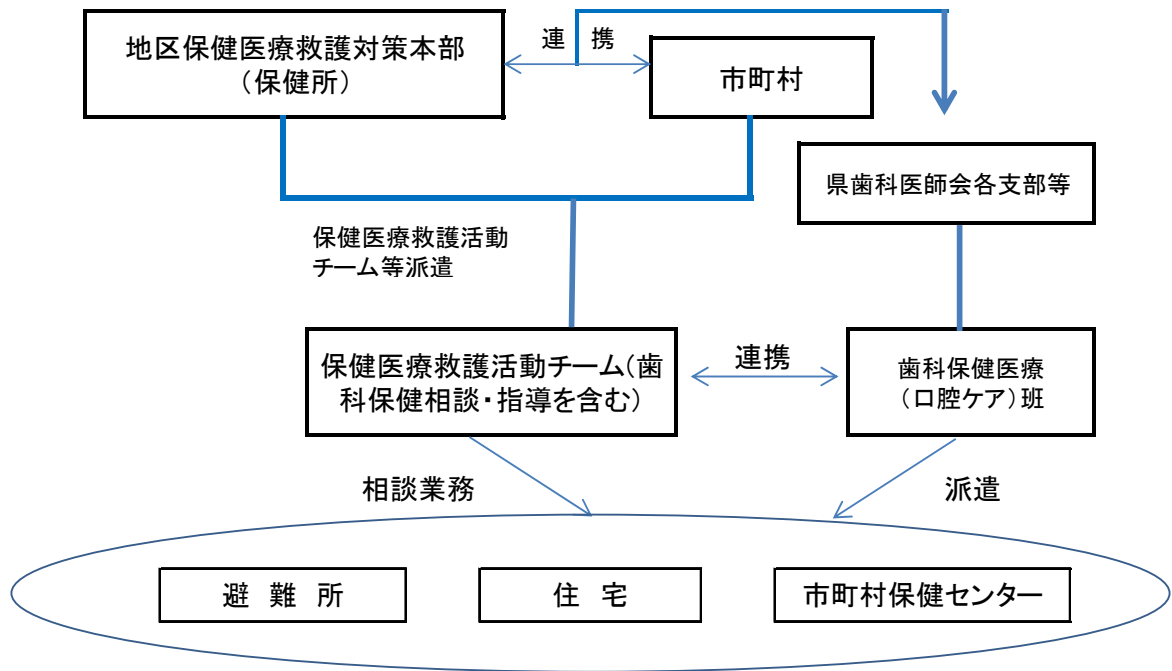 地区保健医療救護対策本部
（保健所）
連 携
市町村
県歯科医師会各支部等
保健医療救護活動
チーム等派遣
保健医療救護活動チーム（歯
科保健相談・指導を含む）
連携
歯科保健医療
（口腔ケア）班
相談業務
派遣
避 難 所
住 宅
市町村保健センター